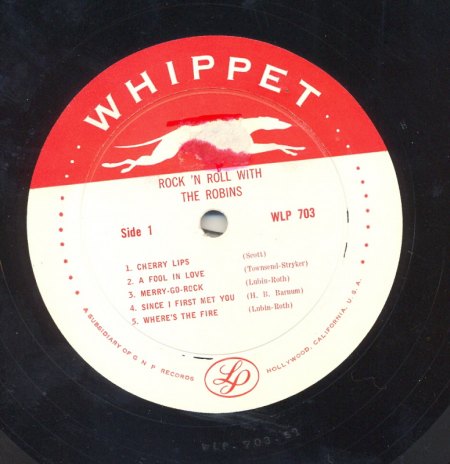 WHIPPET
ROCK 'N ROLL WITH
THE ROBINS
Side 1
WLP 703
1. CHERRY LIPS (Scott)
2. A FOOL IN LOVE (Townsend-Stryker)
3. MERRY-GO-ROCK (Lubin-Roth)
4. SINCE I FIRST MET YOU (H. B. Barnum)
5. WHERE'S THE FIRE (Lubin-Roth)
A SUBSIDIARY OF G N P RECORDS
LP
HOLLYWOOD, CALIFORNIA, U.S.A.